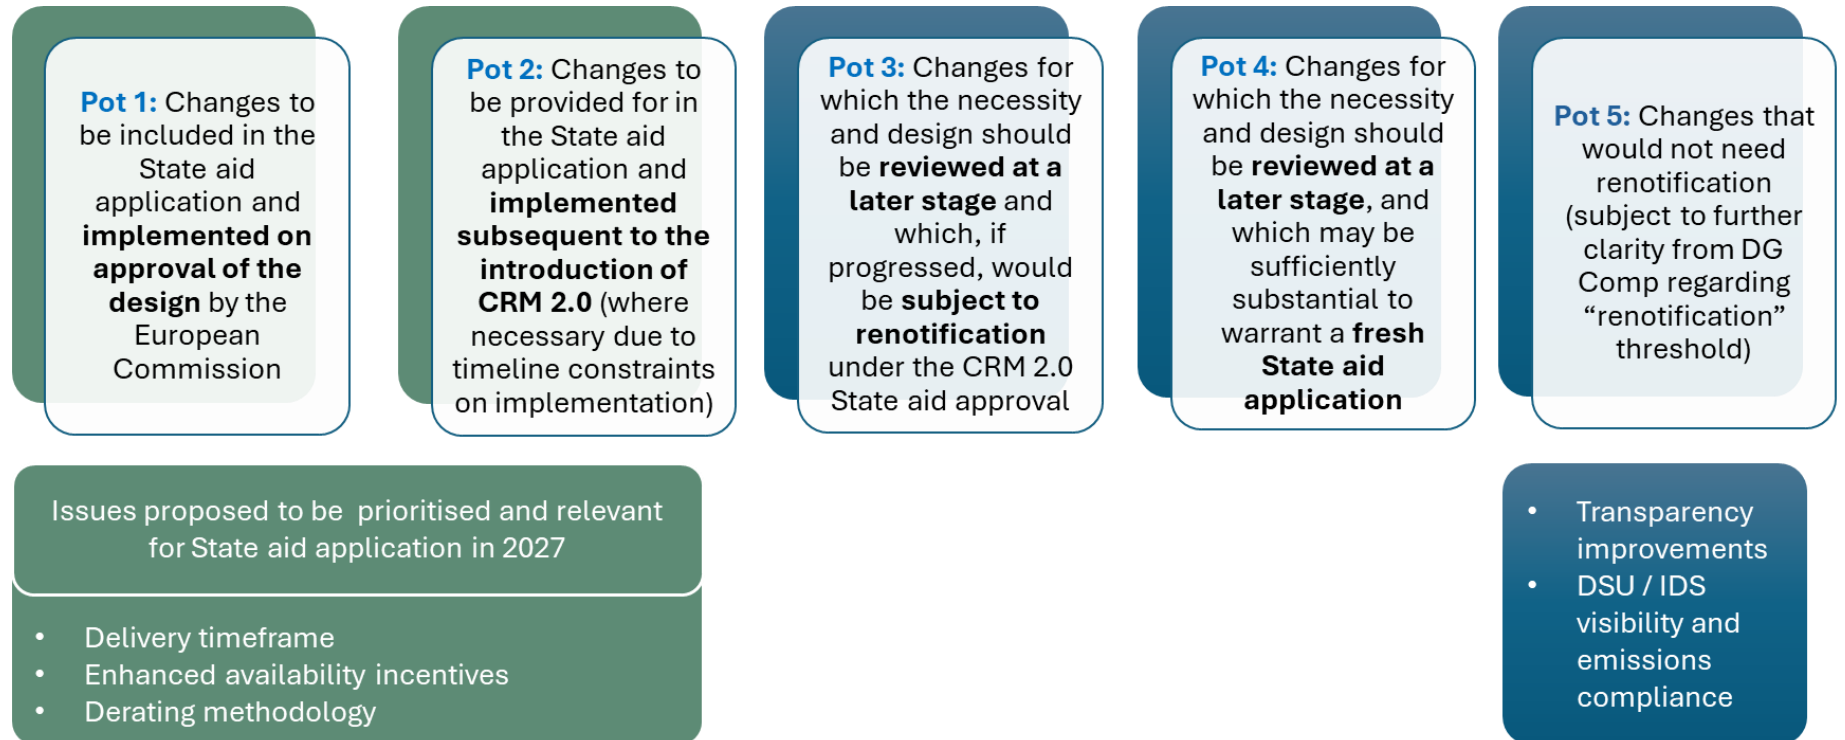 Pot 1: Changes to
be included in the
State aid
application and
implemented on
approval of the
design by the
European
Commission
Pot 2: Changes to
be provided for in
the State aid
application and
implemented
subsequent to the
introduction of
CRM 2.0 (where
necessary due to
timeline constraints
on implementation)
Pot 3: Changes for
which the necessity
and design should
be reviewed at a
later stage and
which, if
progressed, would
be subject to
renotification
under the CRM 2.0
State aid approval
Pot 4: Changes for
which the necessity
and design should
be reviewed at a
later stage, and
which may be
sufficiently
substantial to
warrant a fresh
State aid
application
Pot 5: Changes that
would not need
renotification
(subject to further
clarity from DG
Comp regarding
“renotification”
threshold)
Issues proposed to be prioritised and relevant
for State aid application in 2027
• Delivery timeframe
• Enhanced availability incentives
• Derating methodology
• Transparency
improvements
• DSU / IDS
visibility and
emissions
compliance